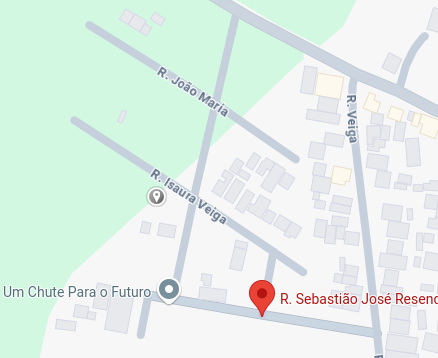 R. João Maria
R. Veiga
R. Isaura Veiga
Um Chute Para o Futuro
R. Sebastião José Resend